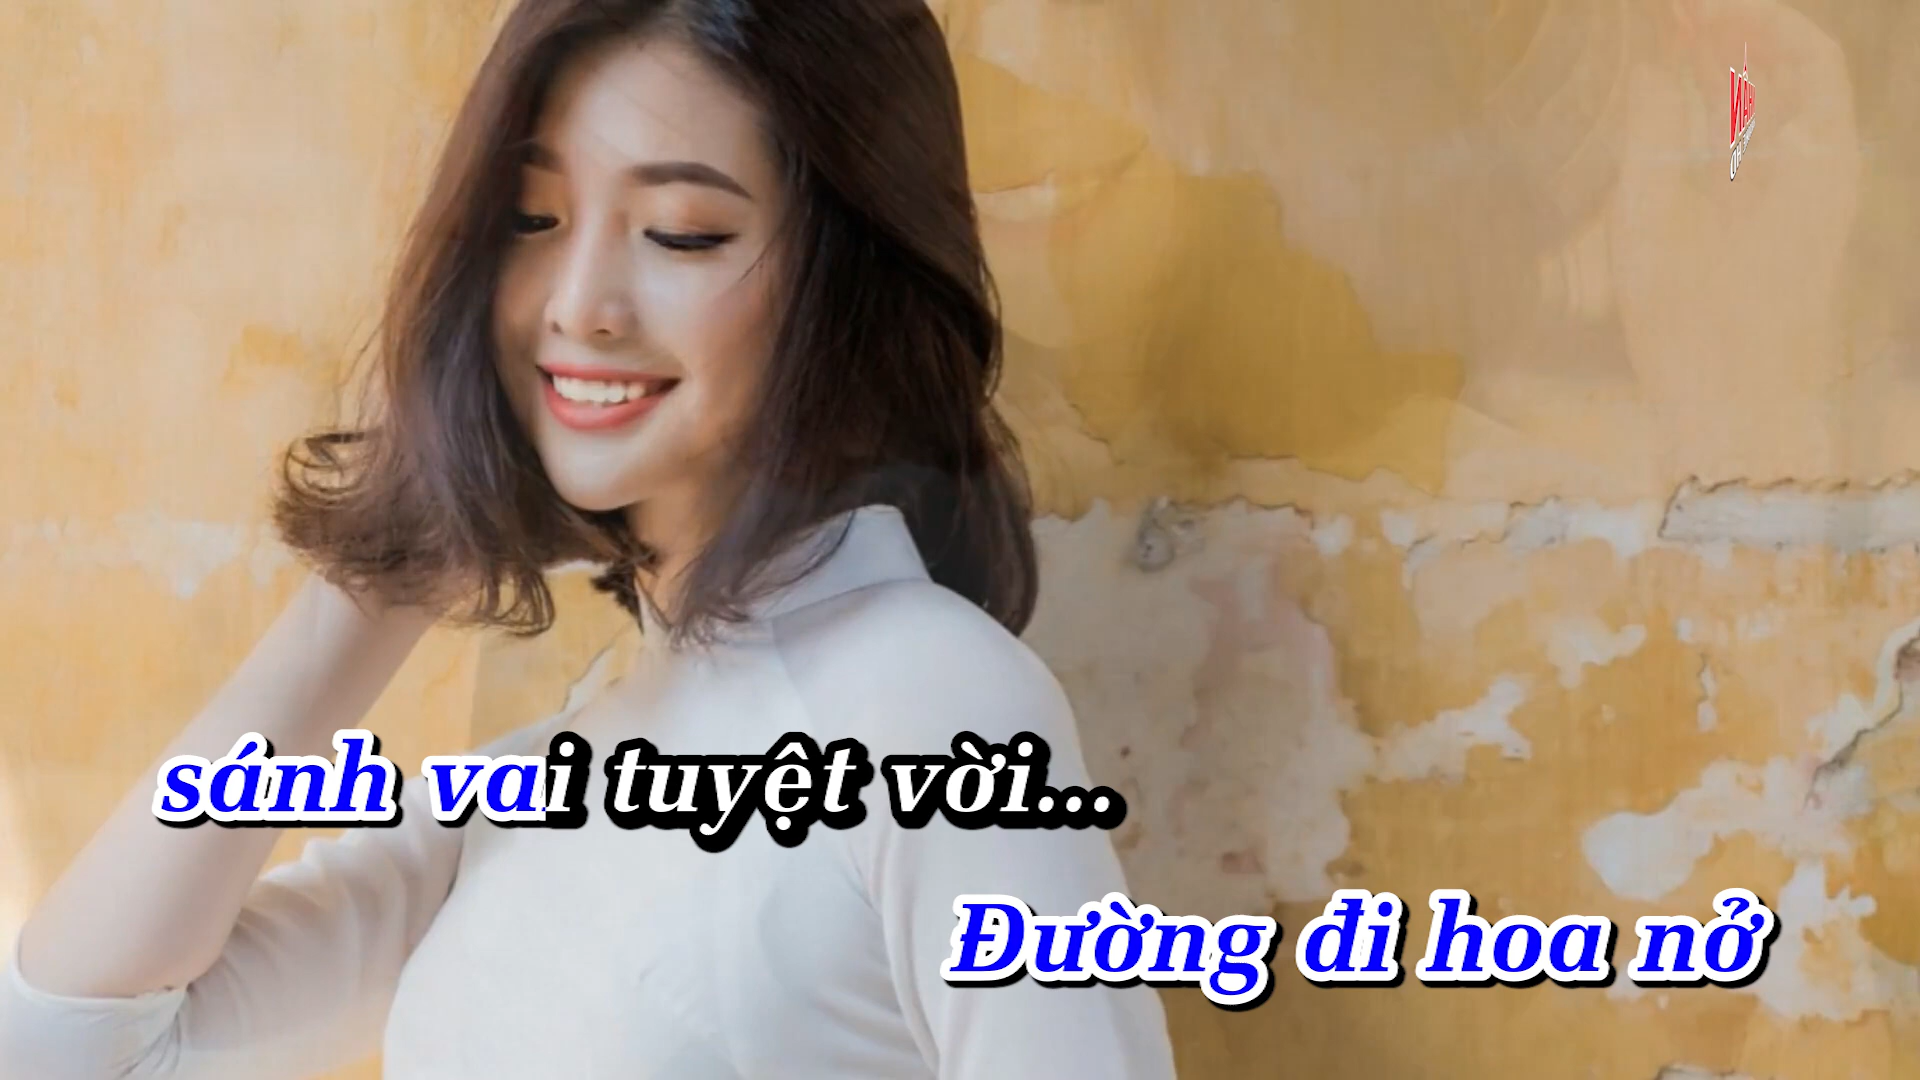 Đường đi hoa nở
sánh vai tuyệt vời...